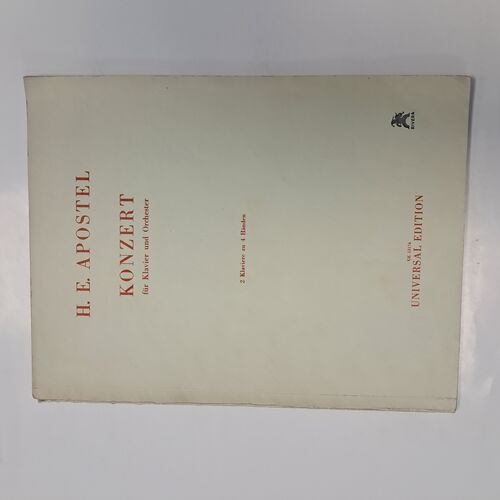 H. E. APOSTEL
KONZERT
für Klavier und Orchester
2 Klaviere zu 4 Händen
UNIVERSAL EDITION